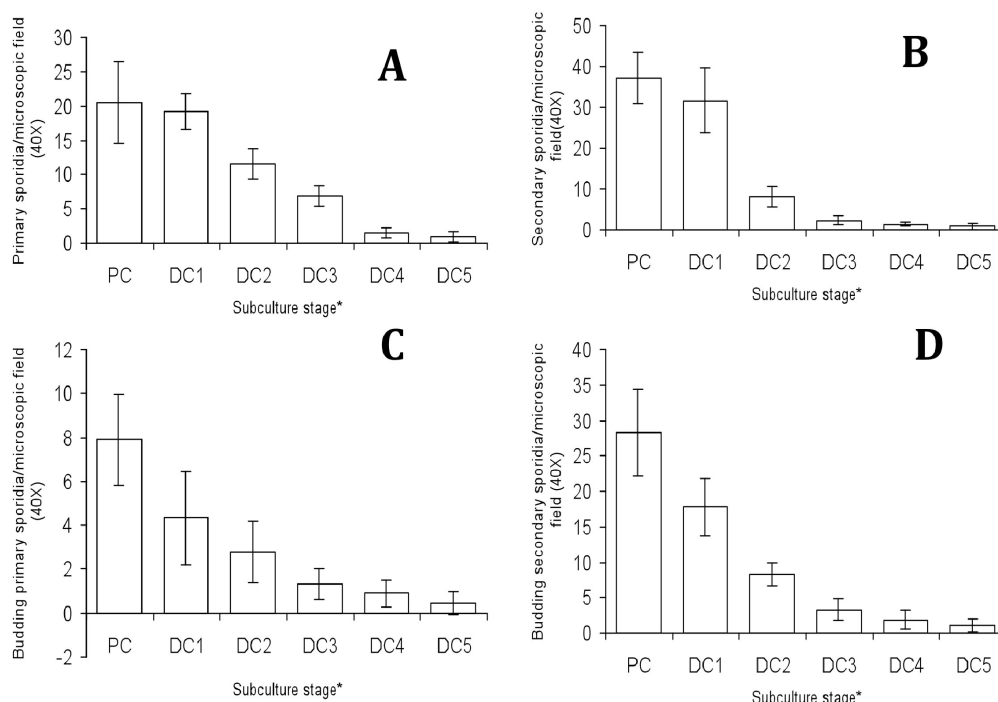 A
Primary sporidia/microscopic field
(40X)
30
25
20
15
10
5
0
PC DC1 DC2 DC3 DC4 DC5
Subculture stage*
B
Secondary sporidia/microscopic
field(40X)
50
40
30
20
10
0
PC DC1 DC2 DC3 DC4 DC5
Subculture stage*
C
Budding primary sporidia/microscopic field
(40X)
12
10
8
6
4
2
0
-2
PC DC1 DC2 DC3 DC4 DC5
Subculture stage*
D
Budding secondary sporidia/microscopic
field (40X)
40
35
30
25
20
15
10
5
0
PC DC1 DC2 DC3 DC4 DC5
Subculture stage*